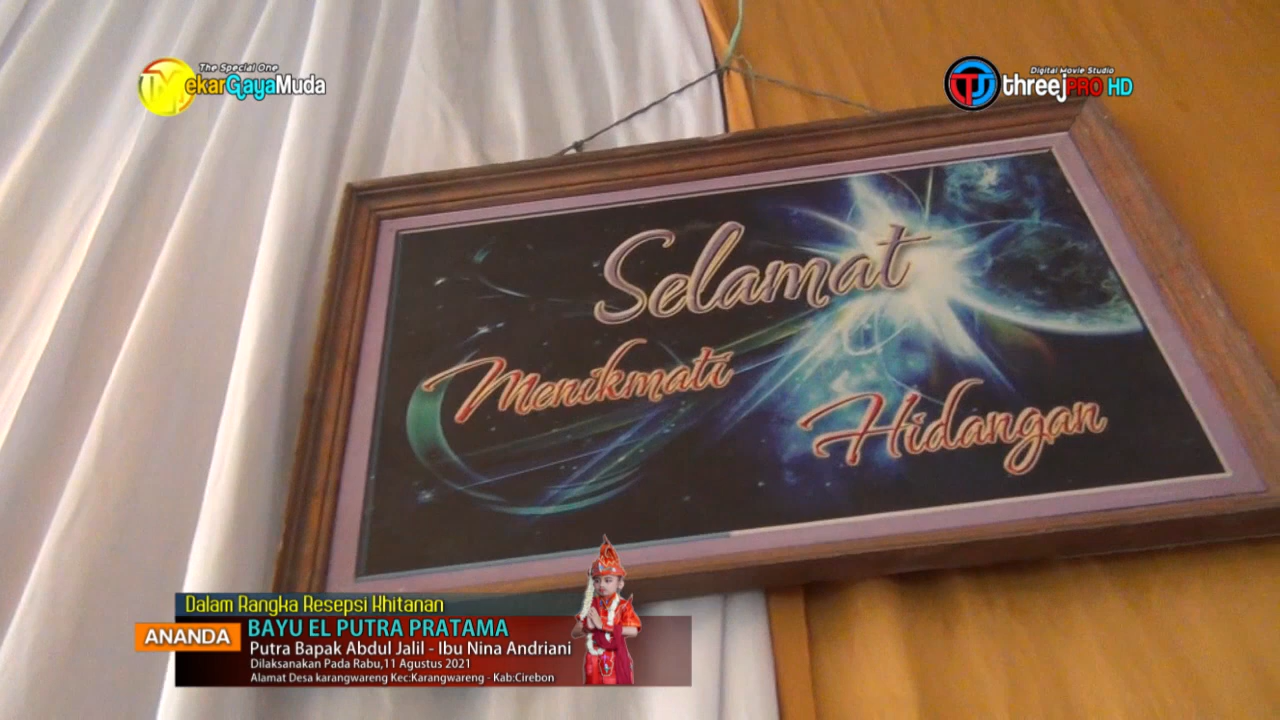 The Special One
MekarGayaMuda
Digital Movie Studio
threejPRO HD
Selamat
Menikmati
Hidangan
Dalam Rangka Resepsi Khitanan
ANANDA
BAYU EL PUTRA PRATAMA
Putra Bapak Abdul Jalil - Ibu Nina Andriani
Dilaksanakan Pada Rabu,11 Agustus 2021
Alamat Desa karangwareng Kec:Karangwareng - Kab:Cirebon